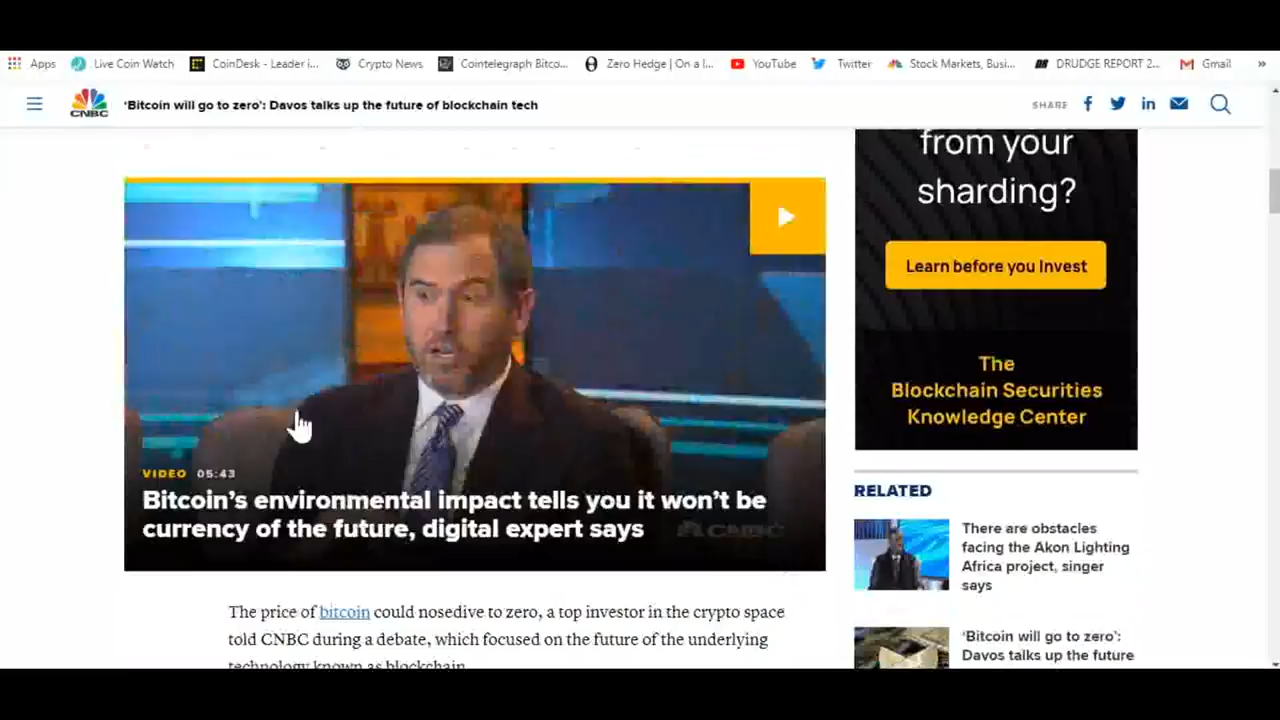 Apps Live Coin Watch CoinDesk - Leader i... Crypto News Cointelegraph Bitco... Zero Hedge | On a l... YouTube Twitter Stock Markets, Busi... DRUDGE REPORT 2... Gmail »
CNBC
‘Bitcoin will go to zero’: Davos talks up the future of blockchain tech
SHARE
VIDEO 05:43
Bitcoin’s environmental impact tells you it won’t be
currency of the future, digital expert says
CNBC
The price of bitcoin could nosedive to zero, a top investor in the crypto space
told CNBC during a debate, which focused on the future of the underlying
technology known as blockchain.
from your
sharding?
Learn before you Invest
The
Blockchain Securities
Knowledge Center
RELATED
There are obstacles
facing the Akon Lighting
Africa project, singer
says
‘Bitcoin will go to zero’:
Davos talks up the future